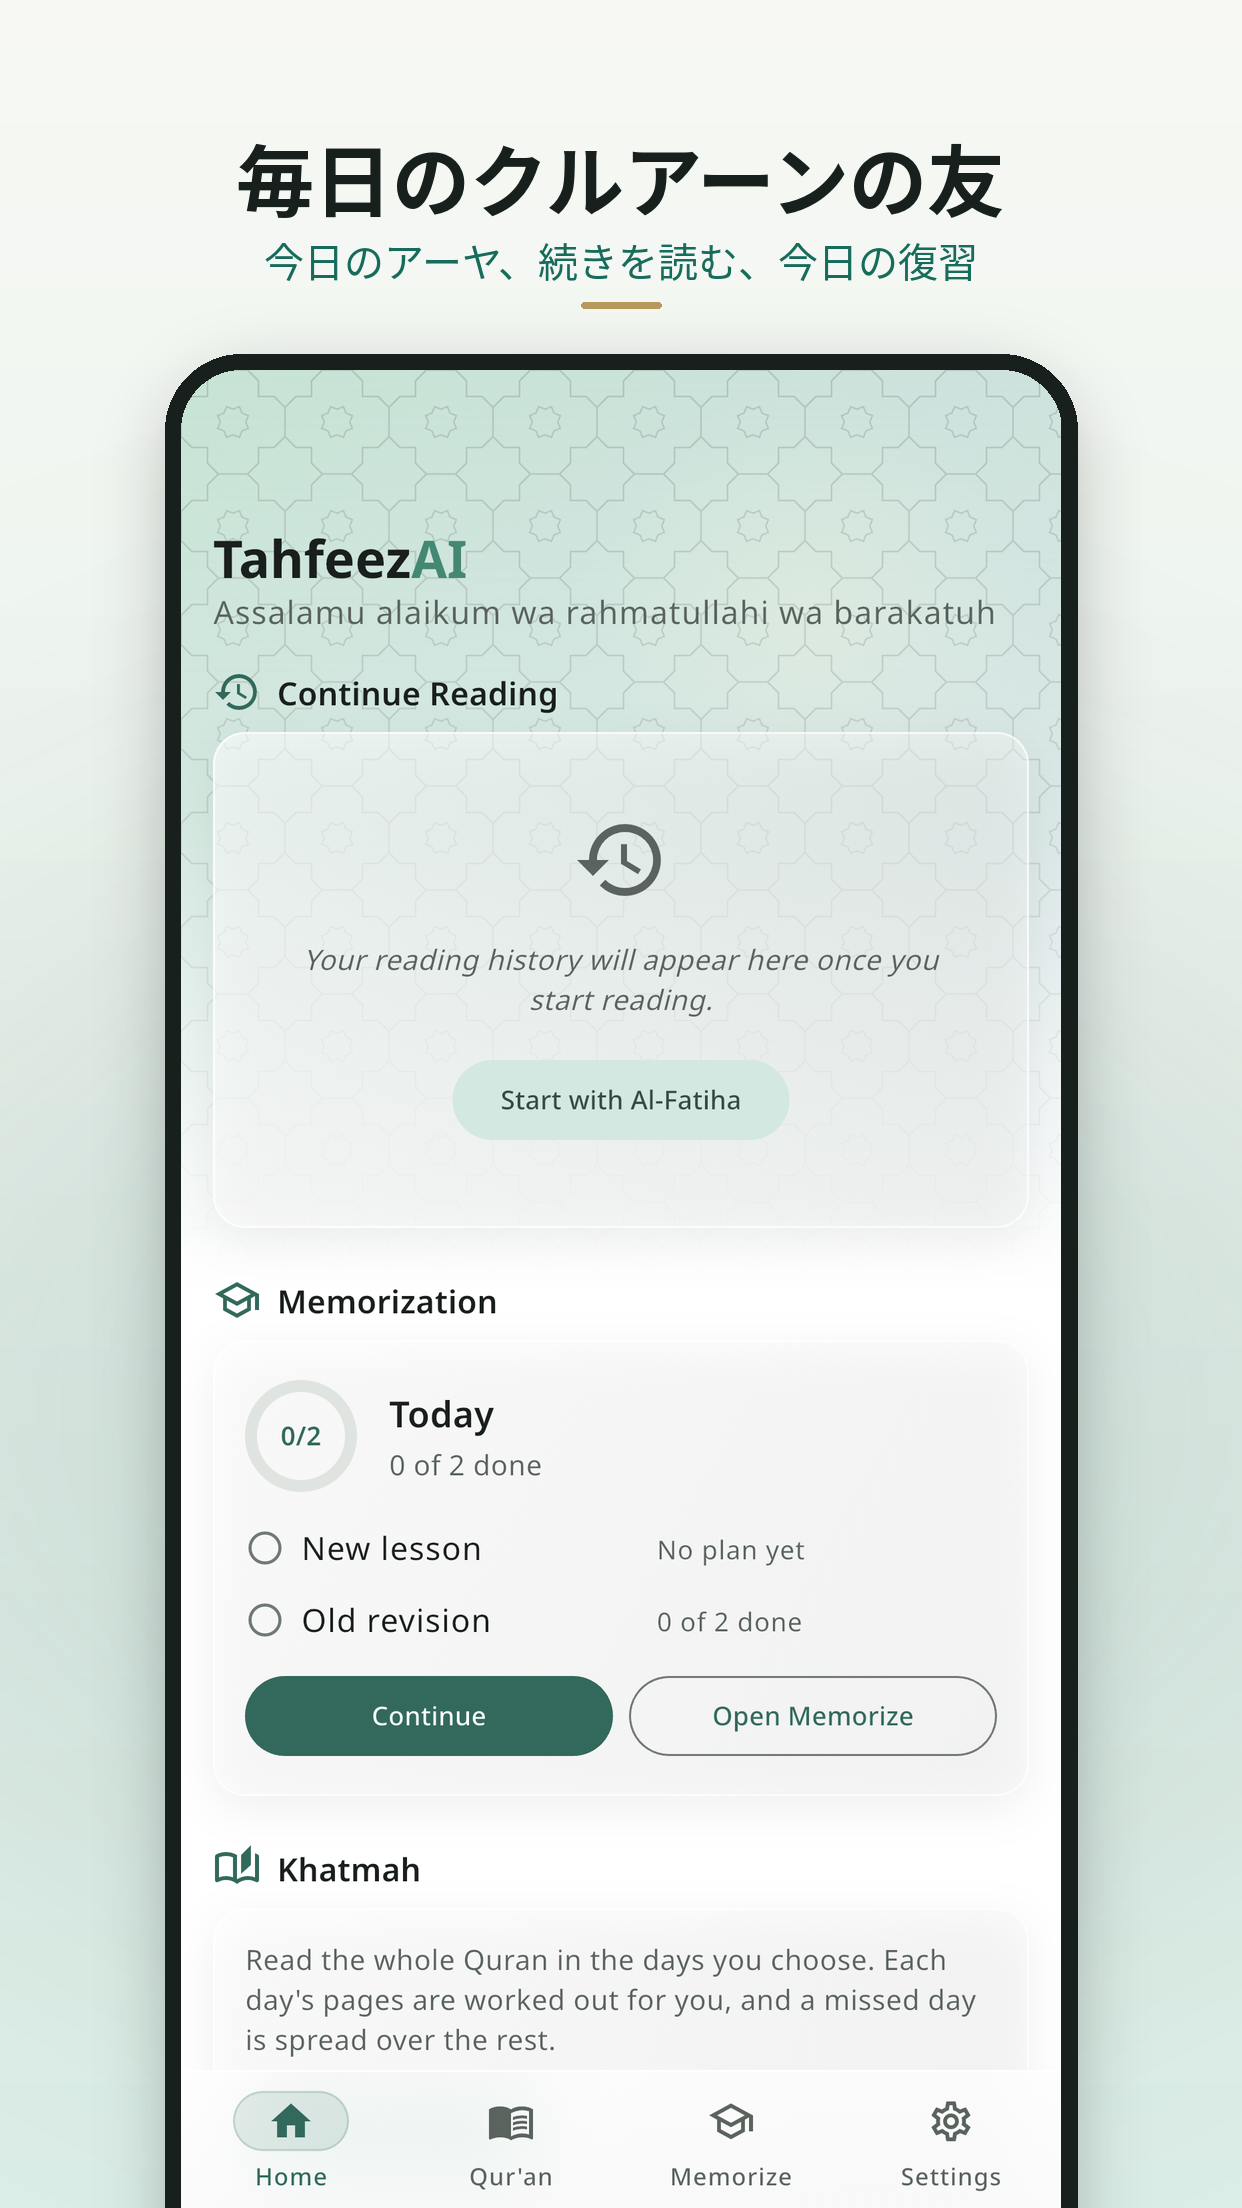 毎日のクルアーンの友
今日のアーヤ、続きを読む、今日の復習
TahfeezAI
Assalamu alaikum wa rahmatullahi wa barakatuh
Continue Reading
Your reading history will appear here once you
start reading.
Start with Al-Fatiha
Memorization
0/2
Today
0 of 2 done
New lesson
No plan yet
Old revision
0 of 2 done
Continue
Open Memorize
Khatmah
Read the whole Quran in the days you choose. Each
day's pages are worked out for you, and a missed day
is spread over the rest.
Home
Qur'an
Memorize
Settings